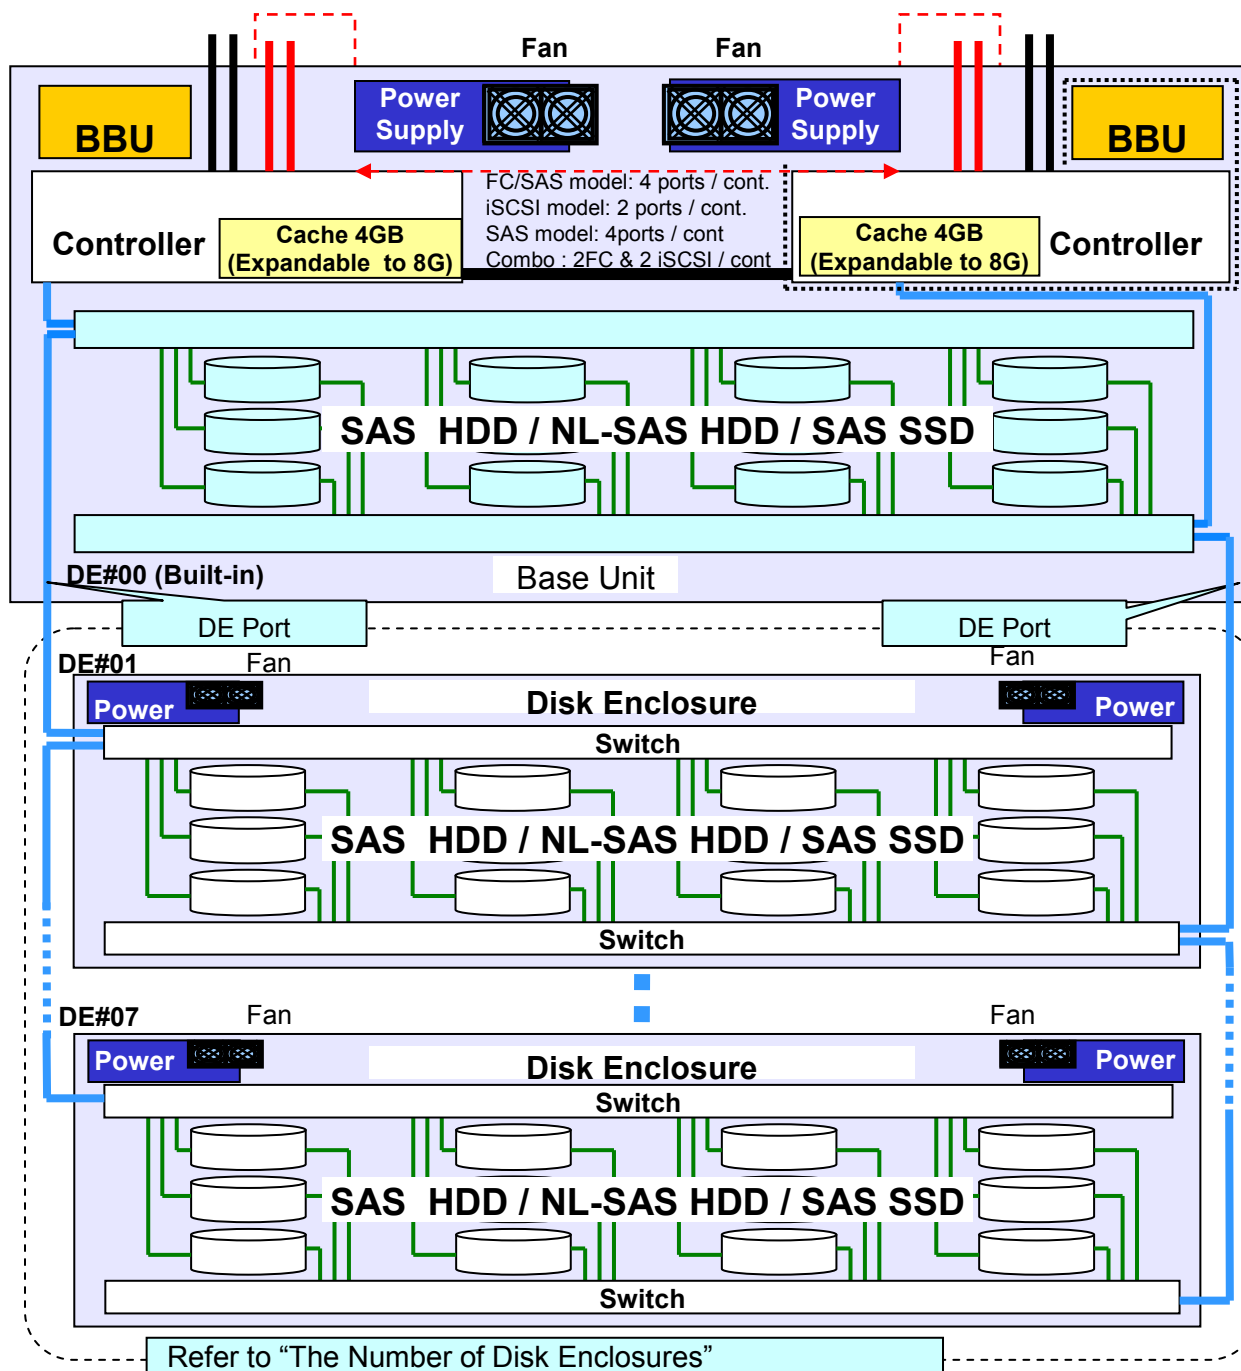 Fan
Fan
BBU
Power
Supply
Power
Supply
BBU
FC/SAS model: 4 ports / cont.
iSCSI model: 2 ports / cont.
SAS model: 4ports / cont
Combo : 2FC & 2 iSCSI / cont
Controller
Cache 4GB
(Expandable to 8G)
Cache 4GB
(Expandable to 8G)
Controller
SAS HDD / NL-SAS HDD / SAS SSD
DE#00 (Built-in)
Base Unit
DE Port
DE Port
DE#01
Fan
Fan
Power
Disk Enclosure
Power
Switch
SAS HDD / NL-SAS HDD / SAS SSD
Switch
DE#07
Fan
Fan
Power
Disk Enclosure
Power
Switch
SAS HDD / NL-SAS HDD / SAS SSD
Switch
Refer to “The Number of Disk Enclosures”